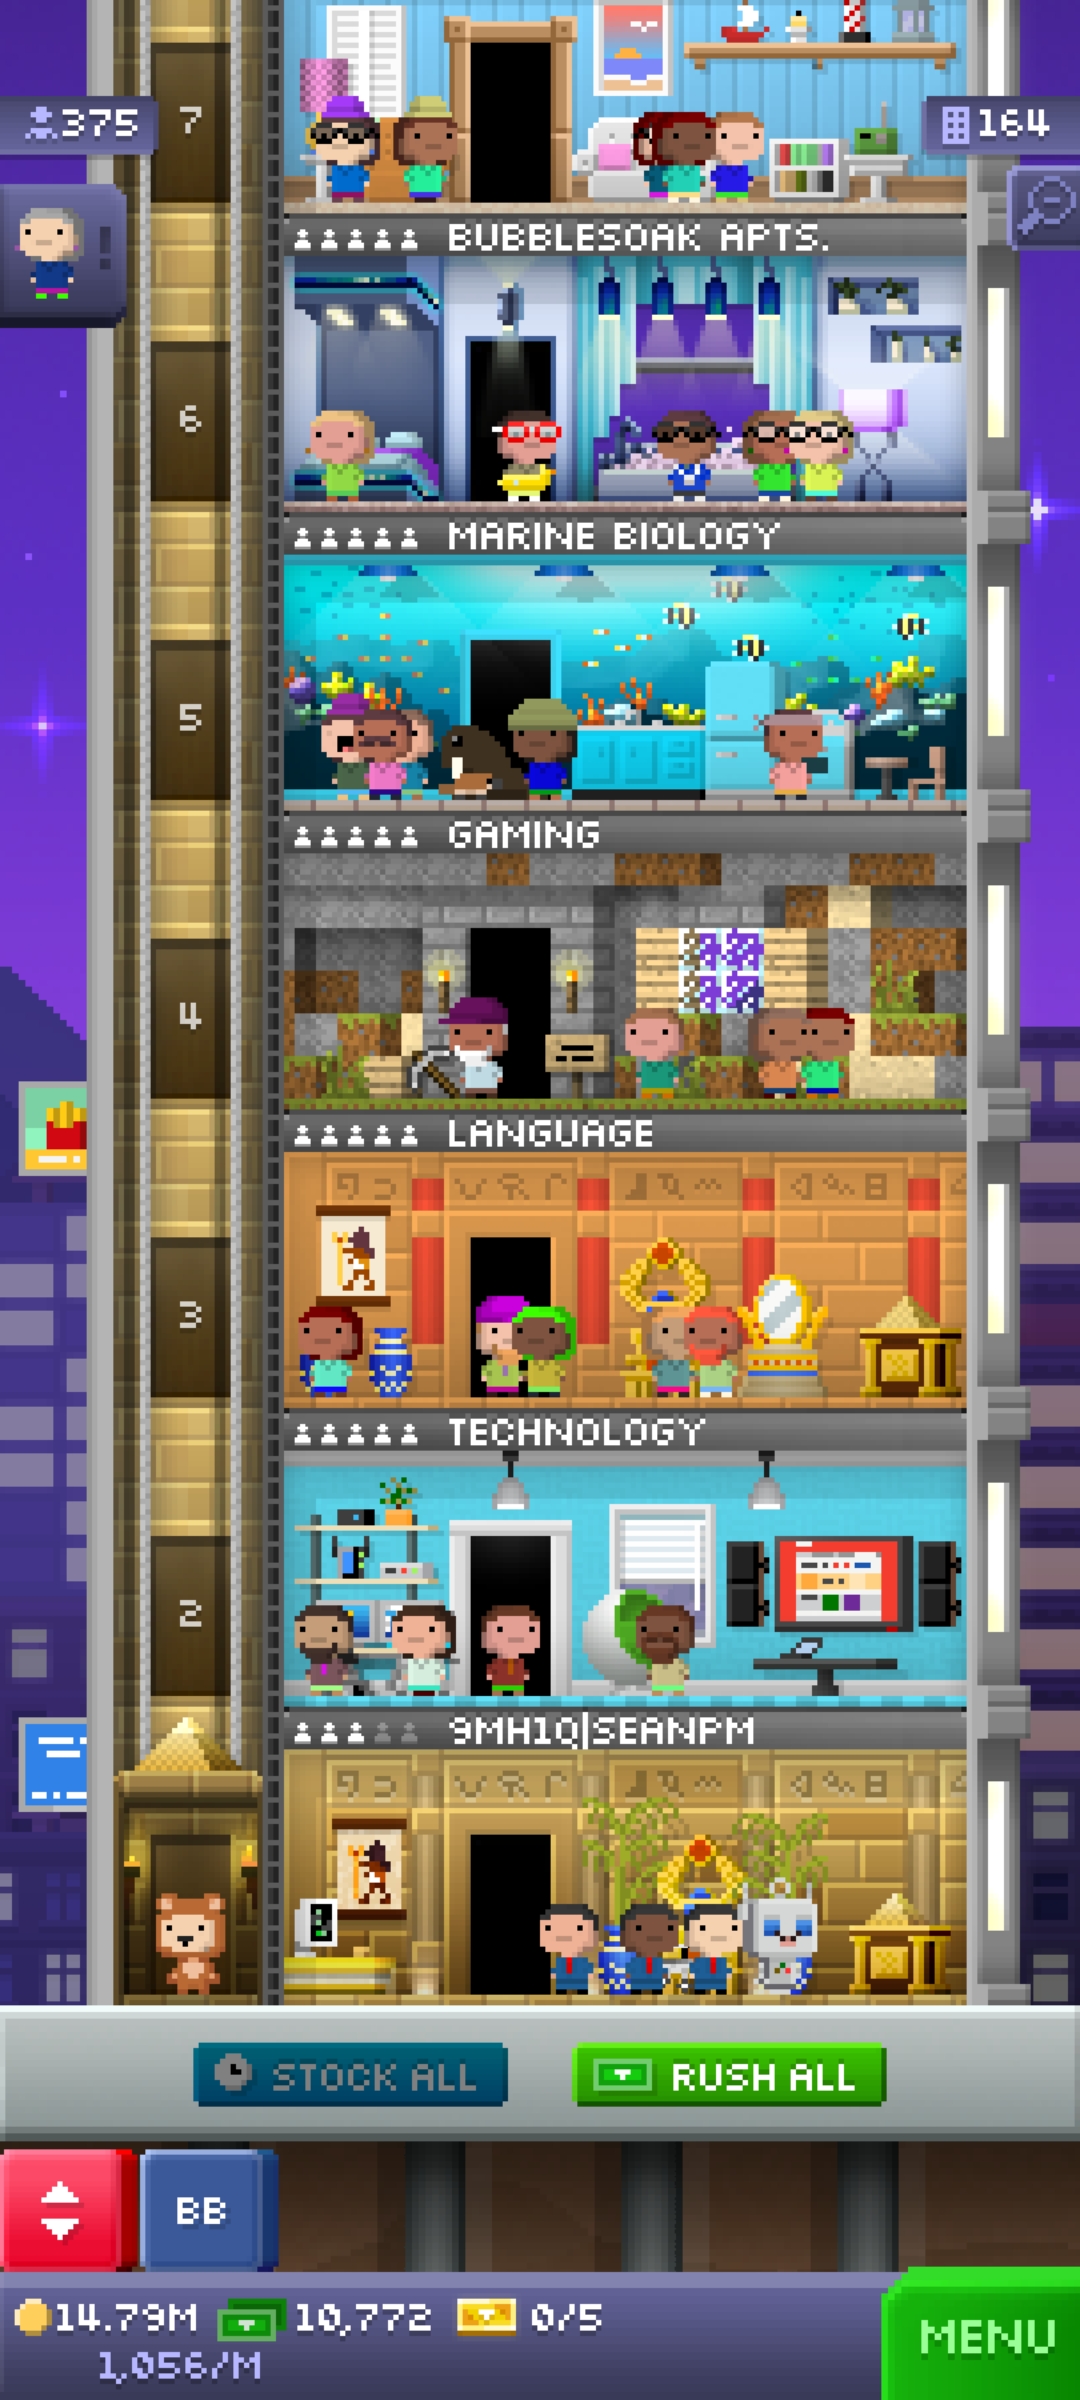 375
7
164
!
BUBBLESOAK APTS.
6
MARINE BIOLOGY
5
GAMING
4
LANGUAGE
3
TECHNOLOGY
2
9MH1Q|SEANPM
STOCK ALL
RUSH ALL
BB
14.79M
10,772
0/5
1,056/M
MENU